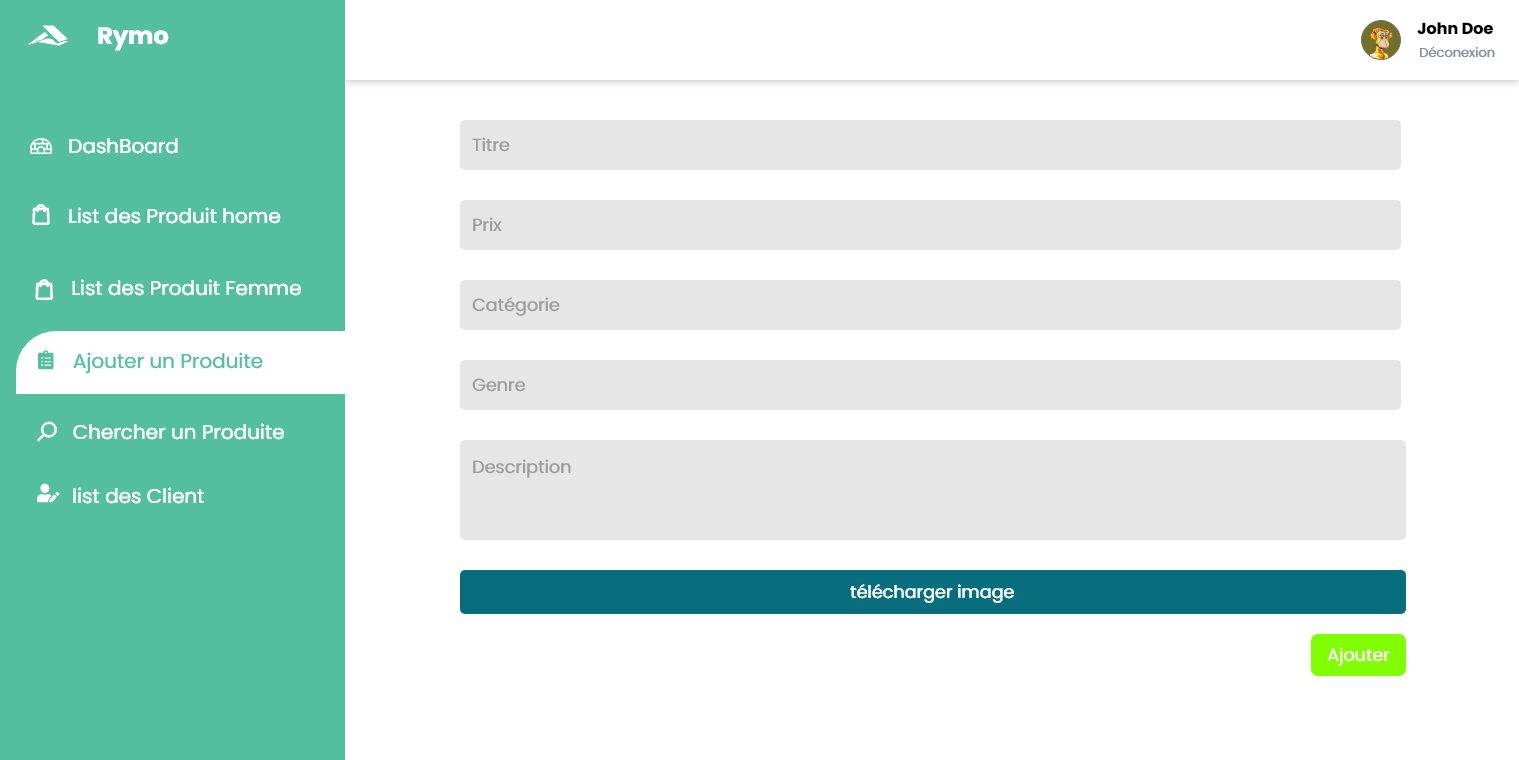 Rymo
John Doe
Déconexion
DashBoard
List des Produit home
List des Produit Femme
Ajouter un Produite
Chercher un Produite
list des Client
Titre
Prix
Catégorie
Genre
Description
télécharger image
Ajouter